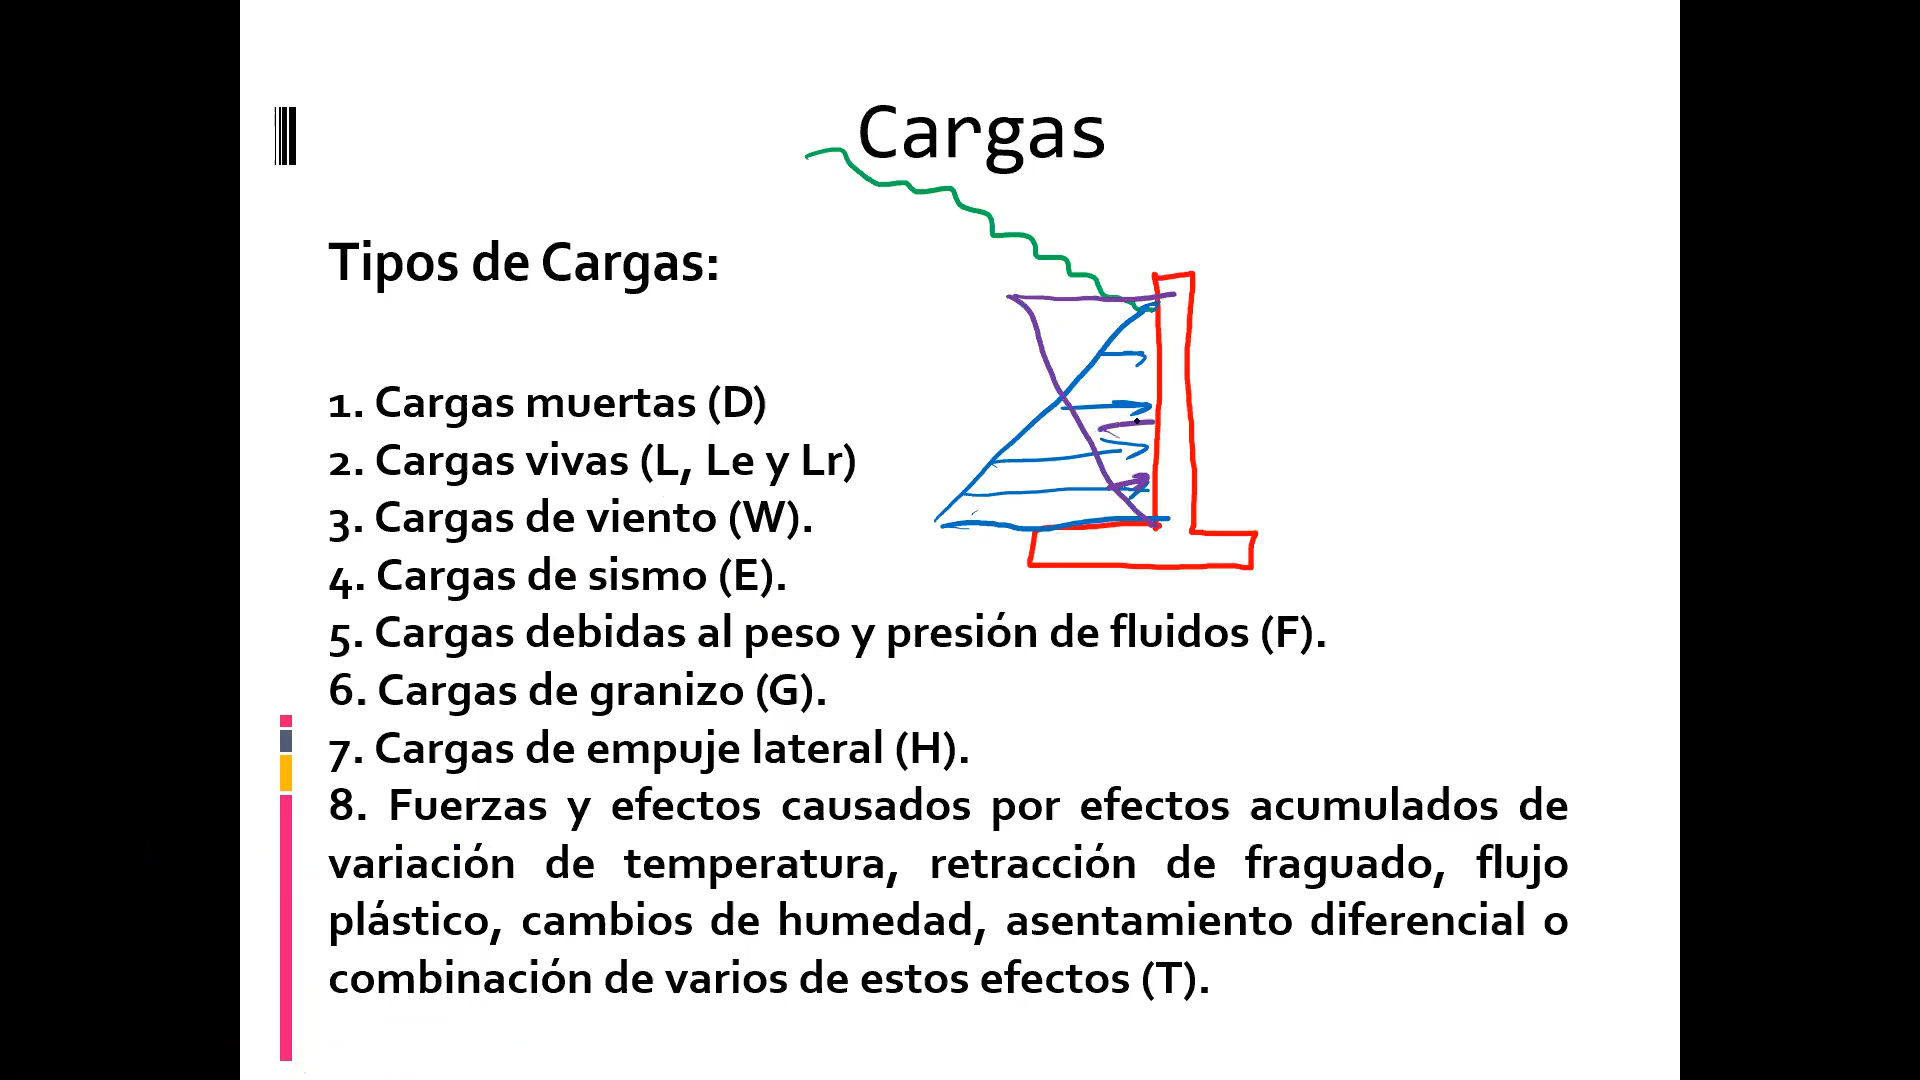 Cargas
Tipos de Cargas:
1. Cargas muertas (D)
2. Cargas vivas (L, Le y Lr)
3. Cargas de viento (W).
4. Cargas de sismo (E).
5. Cargas debidas al peso y presión de fluidos (F).
6. Cargas de granizo (G).
7. Cargas de empuje lateral (H).
8. Fuerzas y efectos causados por efectos acumulados de
variación de temperatura, retracción de fraguado, flujo
plástico, cambios de humedad, asentamiento diferencial o
combinación de varios de estos efectos (T).